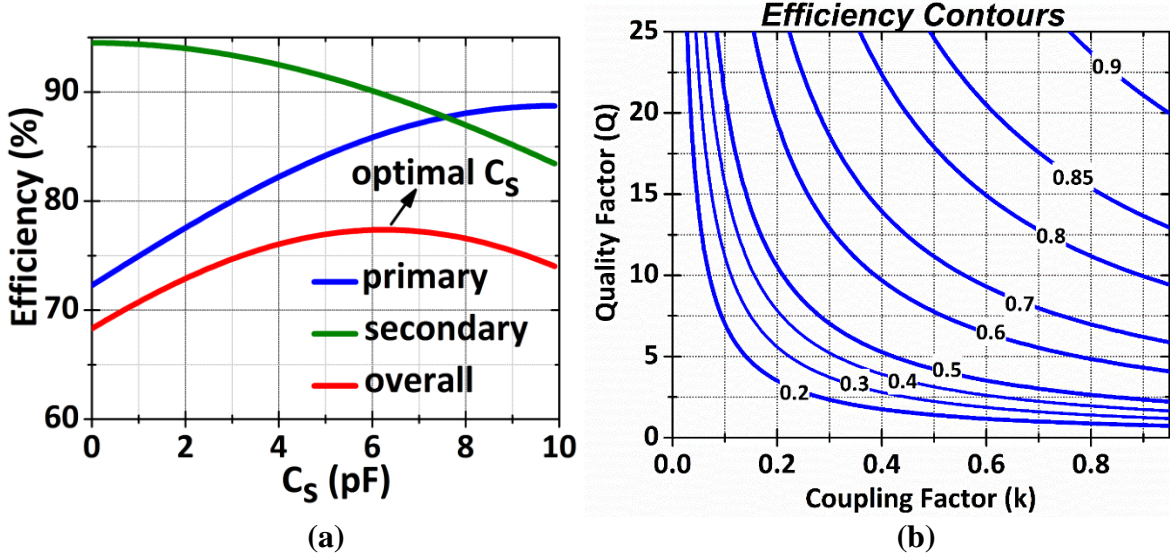 Efficiency (%)
90
80
70
60
0
2
4
6
8
10
C_S (pF)
optimal C_S
primary
secondary
overall
(a)
Efficiency Contours
Quality Factor (Q)
25
20
15
10
5
0
0.0
0.2
0.4
0.6
0.8
Coupling Factor (k)
0.9
0.85
0.8
0.7
0.6
0.5
0.4
0.3
0.2
(b)